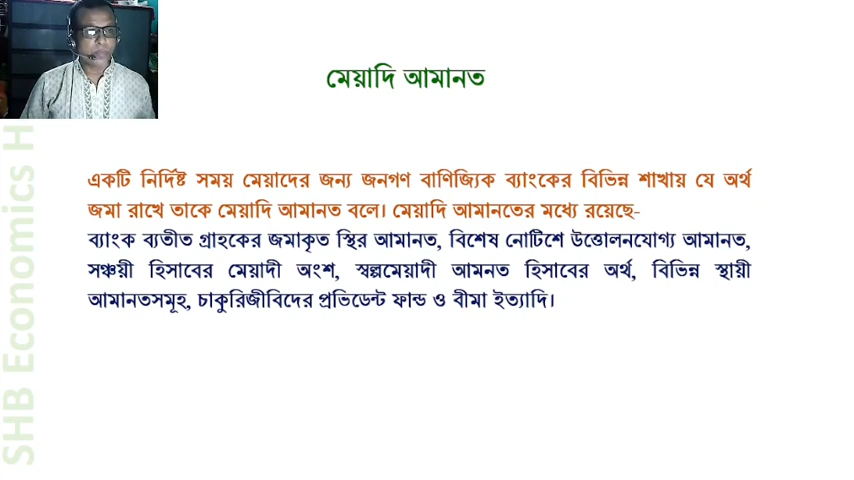 মেয়াদি আমানত
একটি নির্দিষ্ট সময় মেয়াদের জন্য জনগণ বাণিজ্যিক ব্যাংকের বিভিন্ন শাখায় যে অর্থ
জমা রাখে তাকে মেয়াদি আমানত বলে। মেয়াদি আমানতের মধ্যে রয়েছে-
ব্যাংক ব্যতীত গ্রাহকের জমাকৃত স্থির আমানত, বিশেষ নোটিশে উত্তোলনযোগ্য আমানত,
সঞ্চয়ী হিসাবের মেয়াদী অংশ, স্বল্পমেয়াদী আমনত হিসাবের অর্থ, বিভিন্ন স্থায়ী
আমানতসমূহ, চাকুরিজীবিদের প্রভিডেন্ট ফান্ড ও বীমা ইত্যাদি।
SHB Economics H